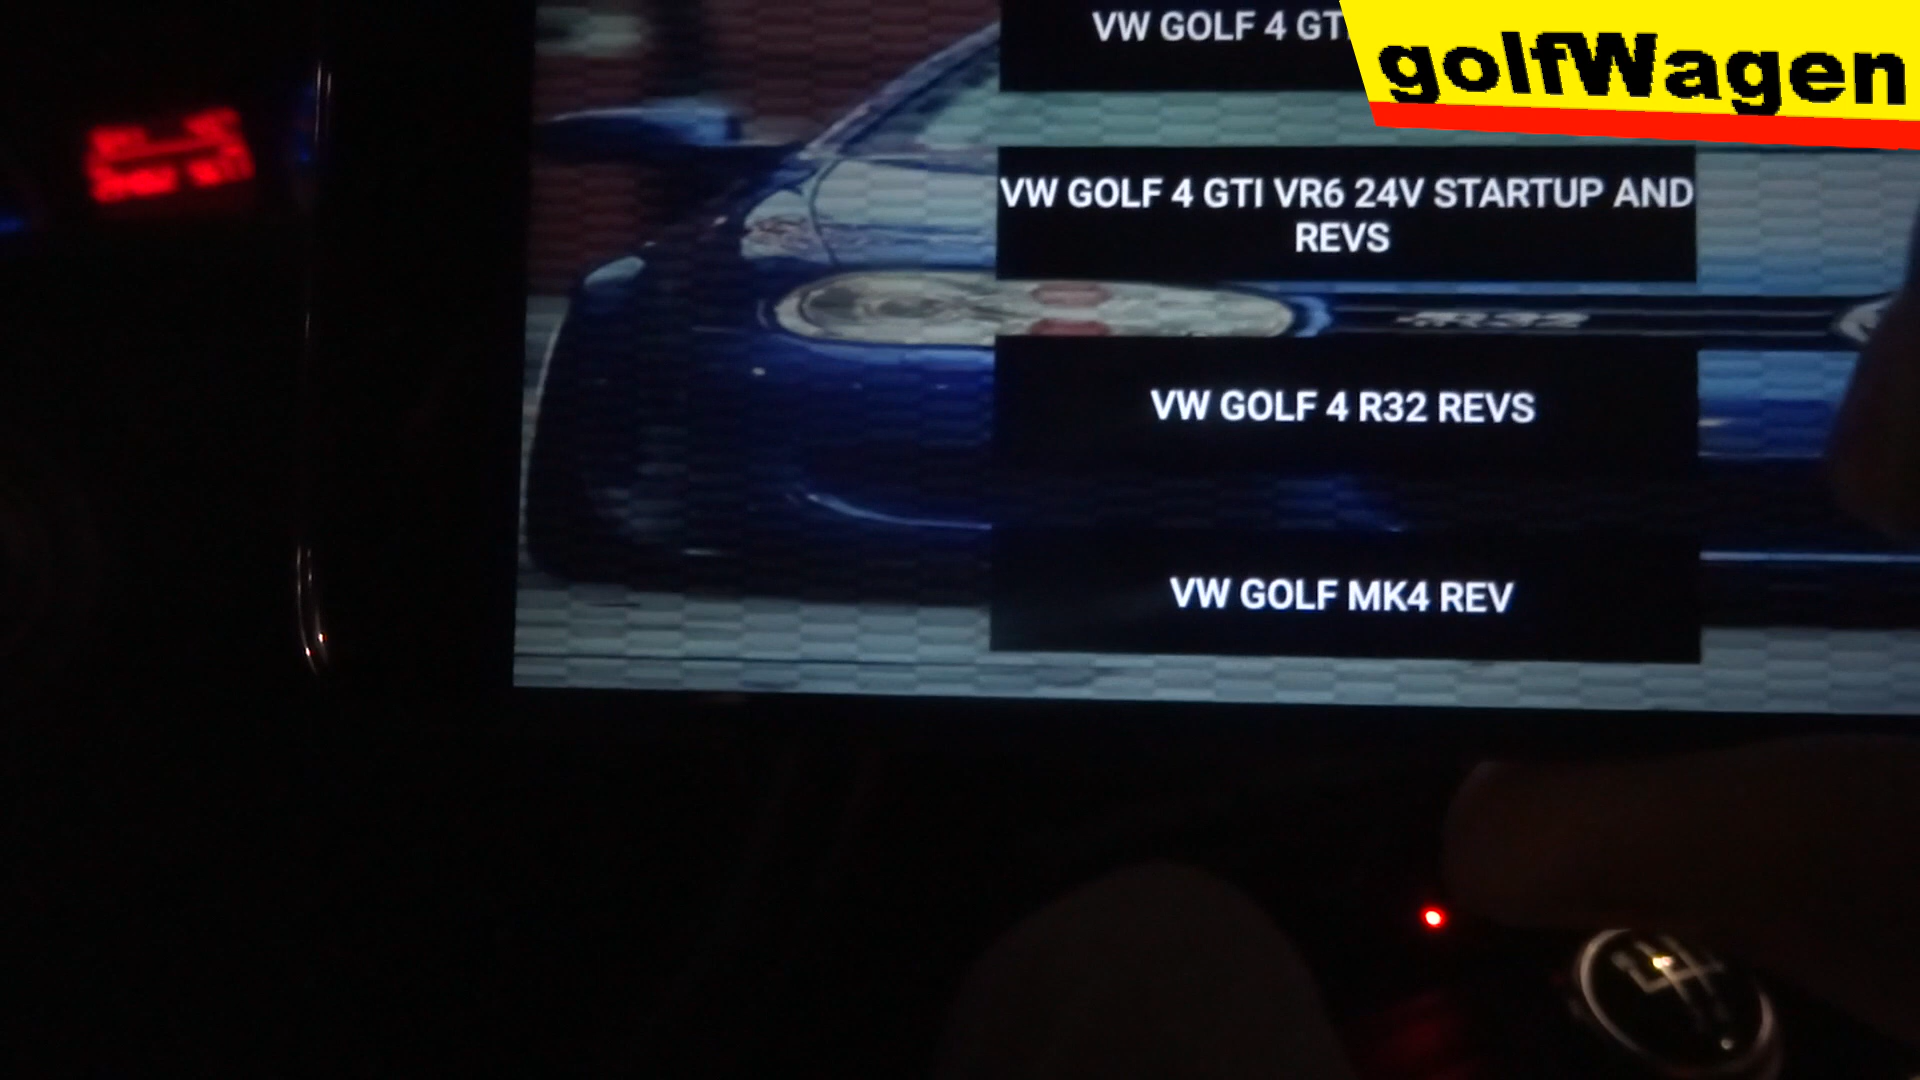 VW GOLF 4 GT
golfWagen
VW GOLF 4 GTI VR6 24V STARTUP AND
REVS
R32
VW GOLF 4 R32 REVS
VW GOLF MK4 REV